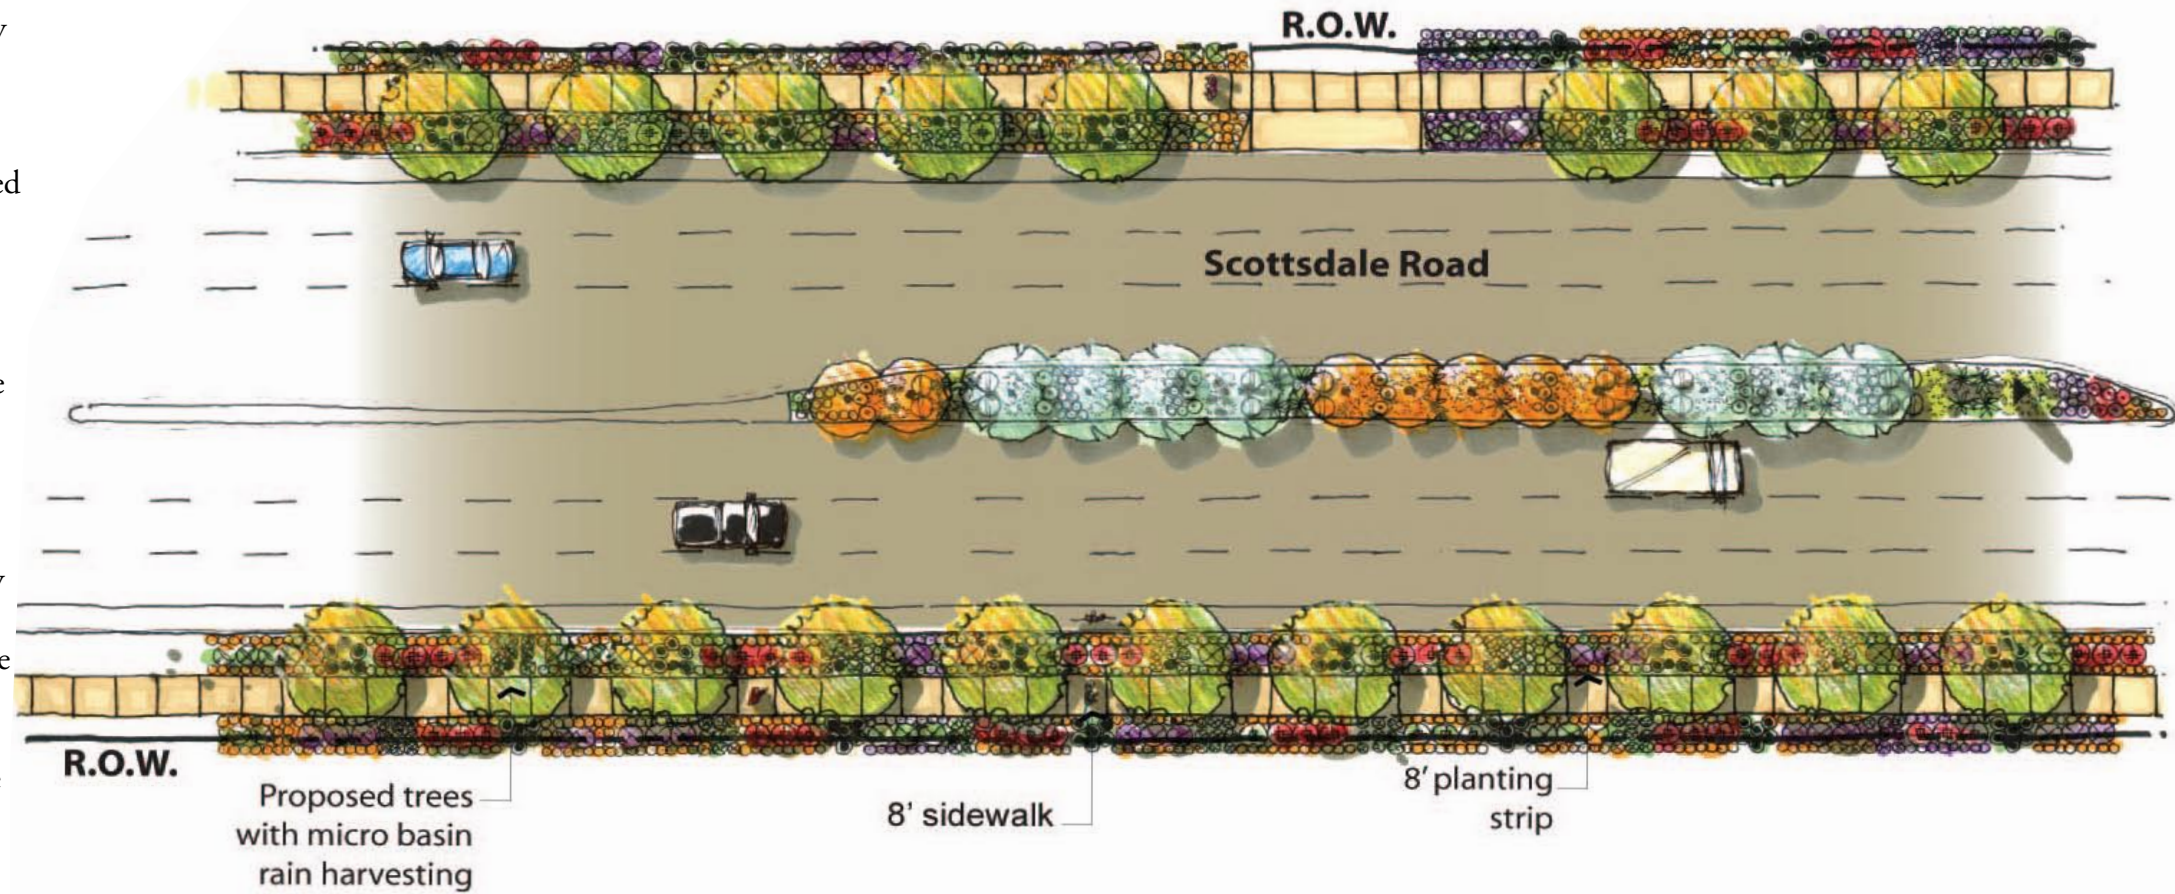 R.O.W.
Scottsdale Road
R.O.W.
Proposed trees
with micro basin
rain harvesting
8' sidewalk
8' planting
strip